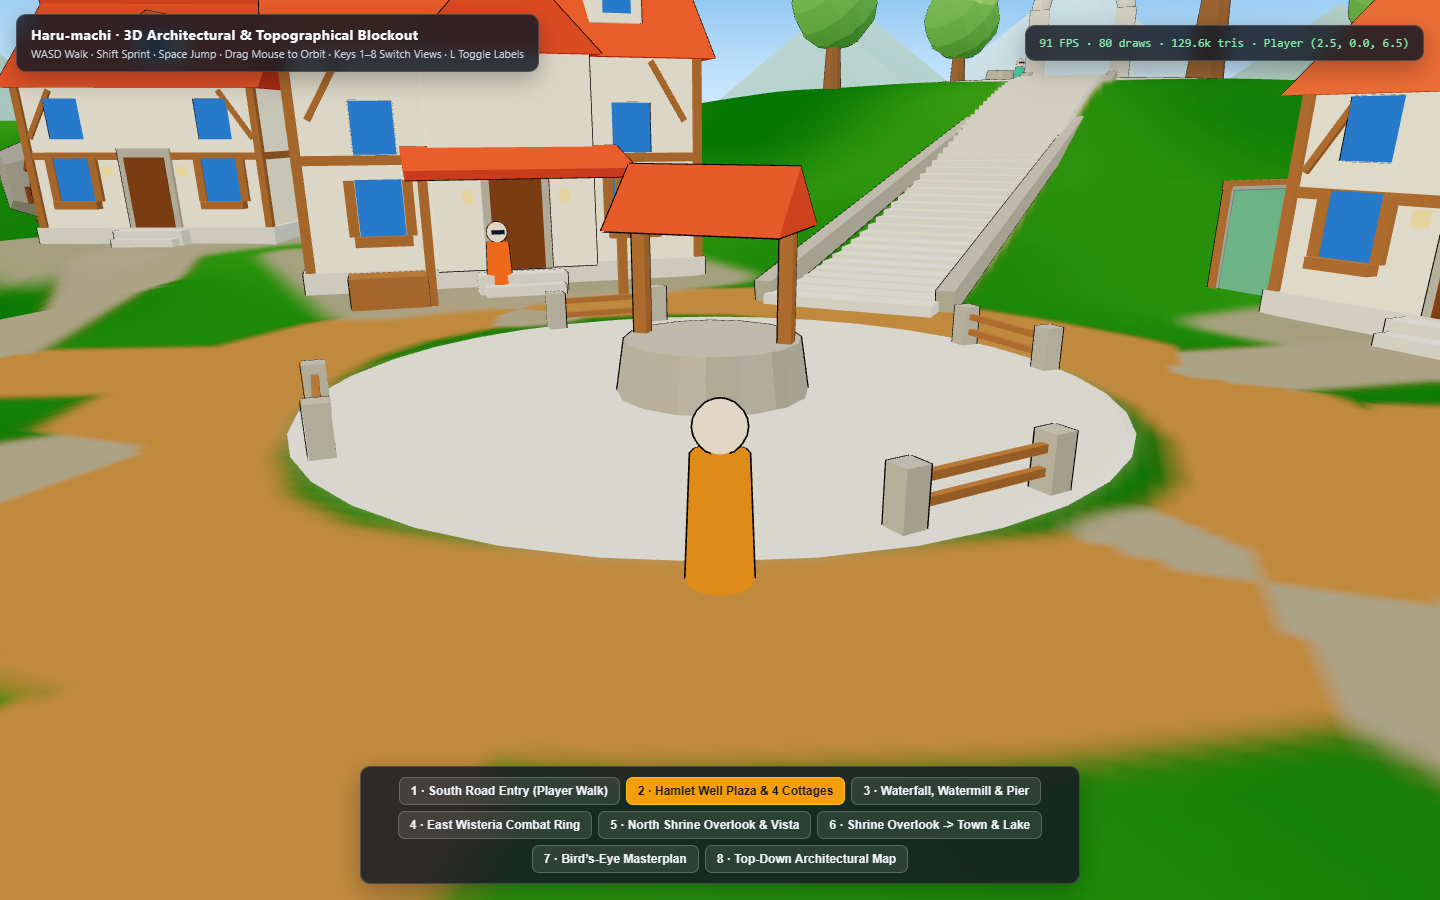 Haru-machi · 3D Architectural & Topographical Blockout
WASD Walk · Shift Sprint · Space Jump · Drag Mouse to Orbit · Keys 1–8 Switch Views · L Toggle Labels
91 FPS · 80 draws · 129.6k tris · Player (2.5, 0.0, 6.5)
1 · South Road Entry (Player Walk)
2 · Hamlet Well Plaza & 4 Cottages
3 · Waterfall, Watermill & Pier
4 · East Wisteria Combat Ring
5 · North Shrine Overlook & Vista
6 · Shrine Overlook -> Town & Lake
7 · Bird's-Eye Masterplan
8 · Top-Down Architectural Map